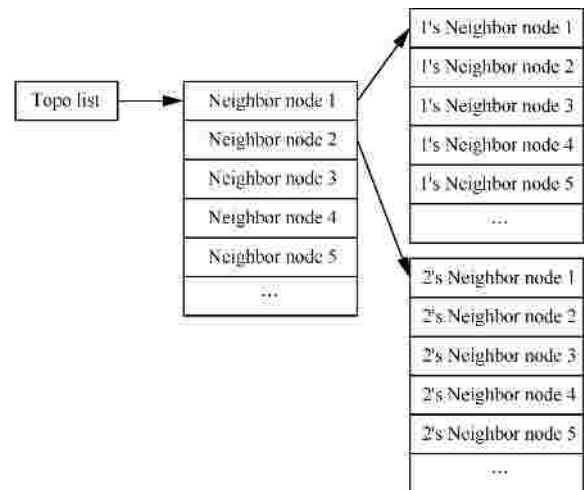 Topo list
Neighbor node 1
Neighbor node 2
Neighbor node 3
Neighbor node 4
Neighbor node 5
...
1's Neighbor node 1
1's Neighbor node 2
1's Neighbor node 3
1's Neighbor node 4
1's Neighbor node 5
...
2's Neighbor node 1
2's Neighbor node 2
2's Neighbor node 3
2's Neighbor node 4
2's Neighbor node 5
...